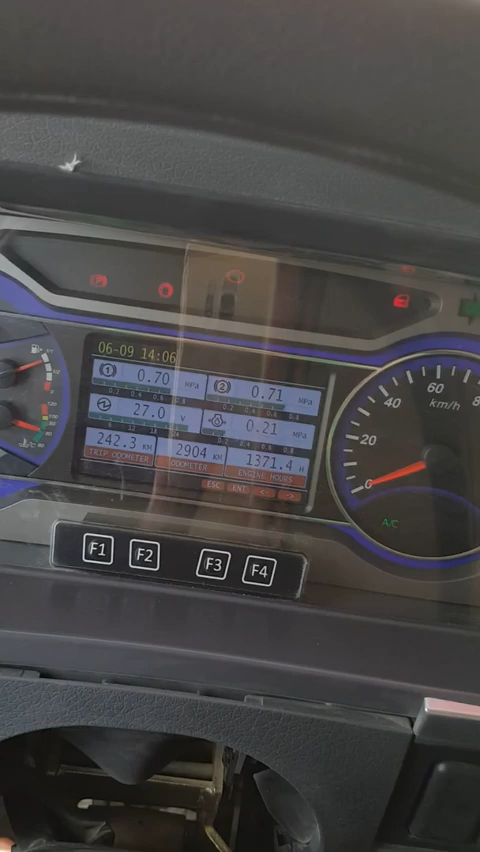 P
60
80
40
km/h
20
0
A/C
06-09 14:06
1 0.70 MPa
0.2 0.4 0.6 0.8
2 0.71 MPa
0.2 0.4 0.6 0.8
27.0 V
0.21 MPa
0.2 0.4 0.6 0.8
242.3 KM
TRIP ODOMETER
2904 KM
ODOMETER
1371.4 H
ENGINE HOURS
ESC ENT <- ->
F1 F2 F3 F4